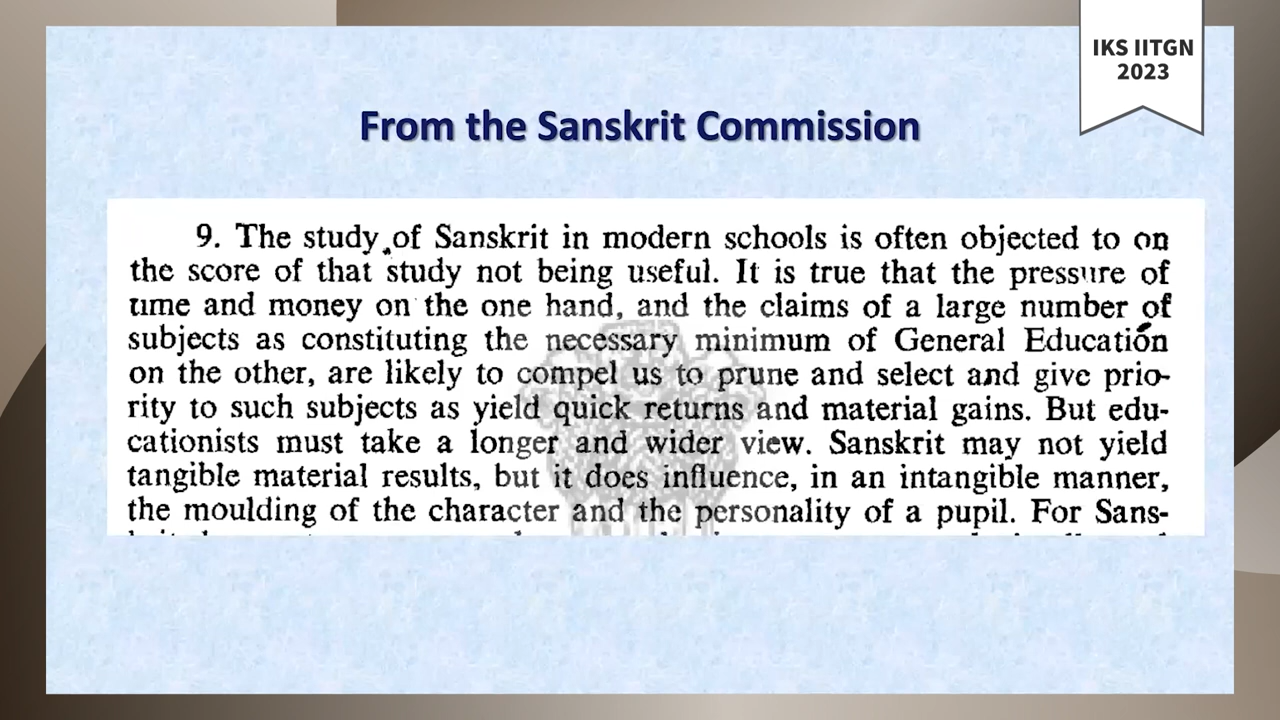 IKS IITGN
2023
From the Sanskrit Commission
9. The study of Sanskrit in modern schools is often objected to on
the score of that study not being useful. It is true that the pressure of
time and money on the one hand, and the claims of a large number of
subjects as constituting the necessary minimum of General Education
on the other, are likely to compel us to prune and select and give prio-
rity to such subjects as yield quick returns and material gains. But edu-
cationists must take a longer and wider view. Sanskrit may not yield
tangible material results, but it does influence, in an intangible manner,
the moulding of the character and the personality of a pupil. For Sans-